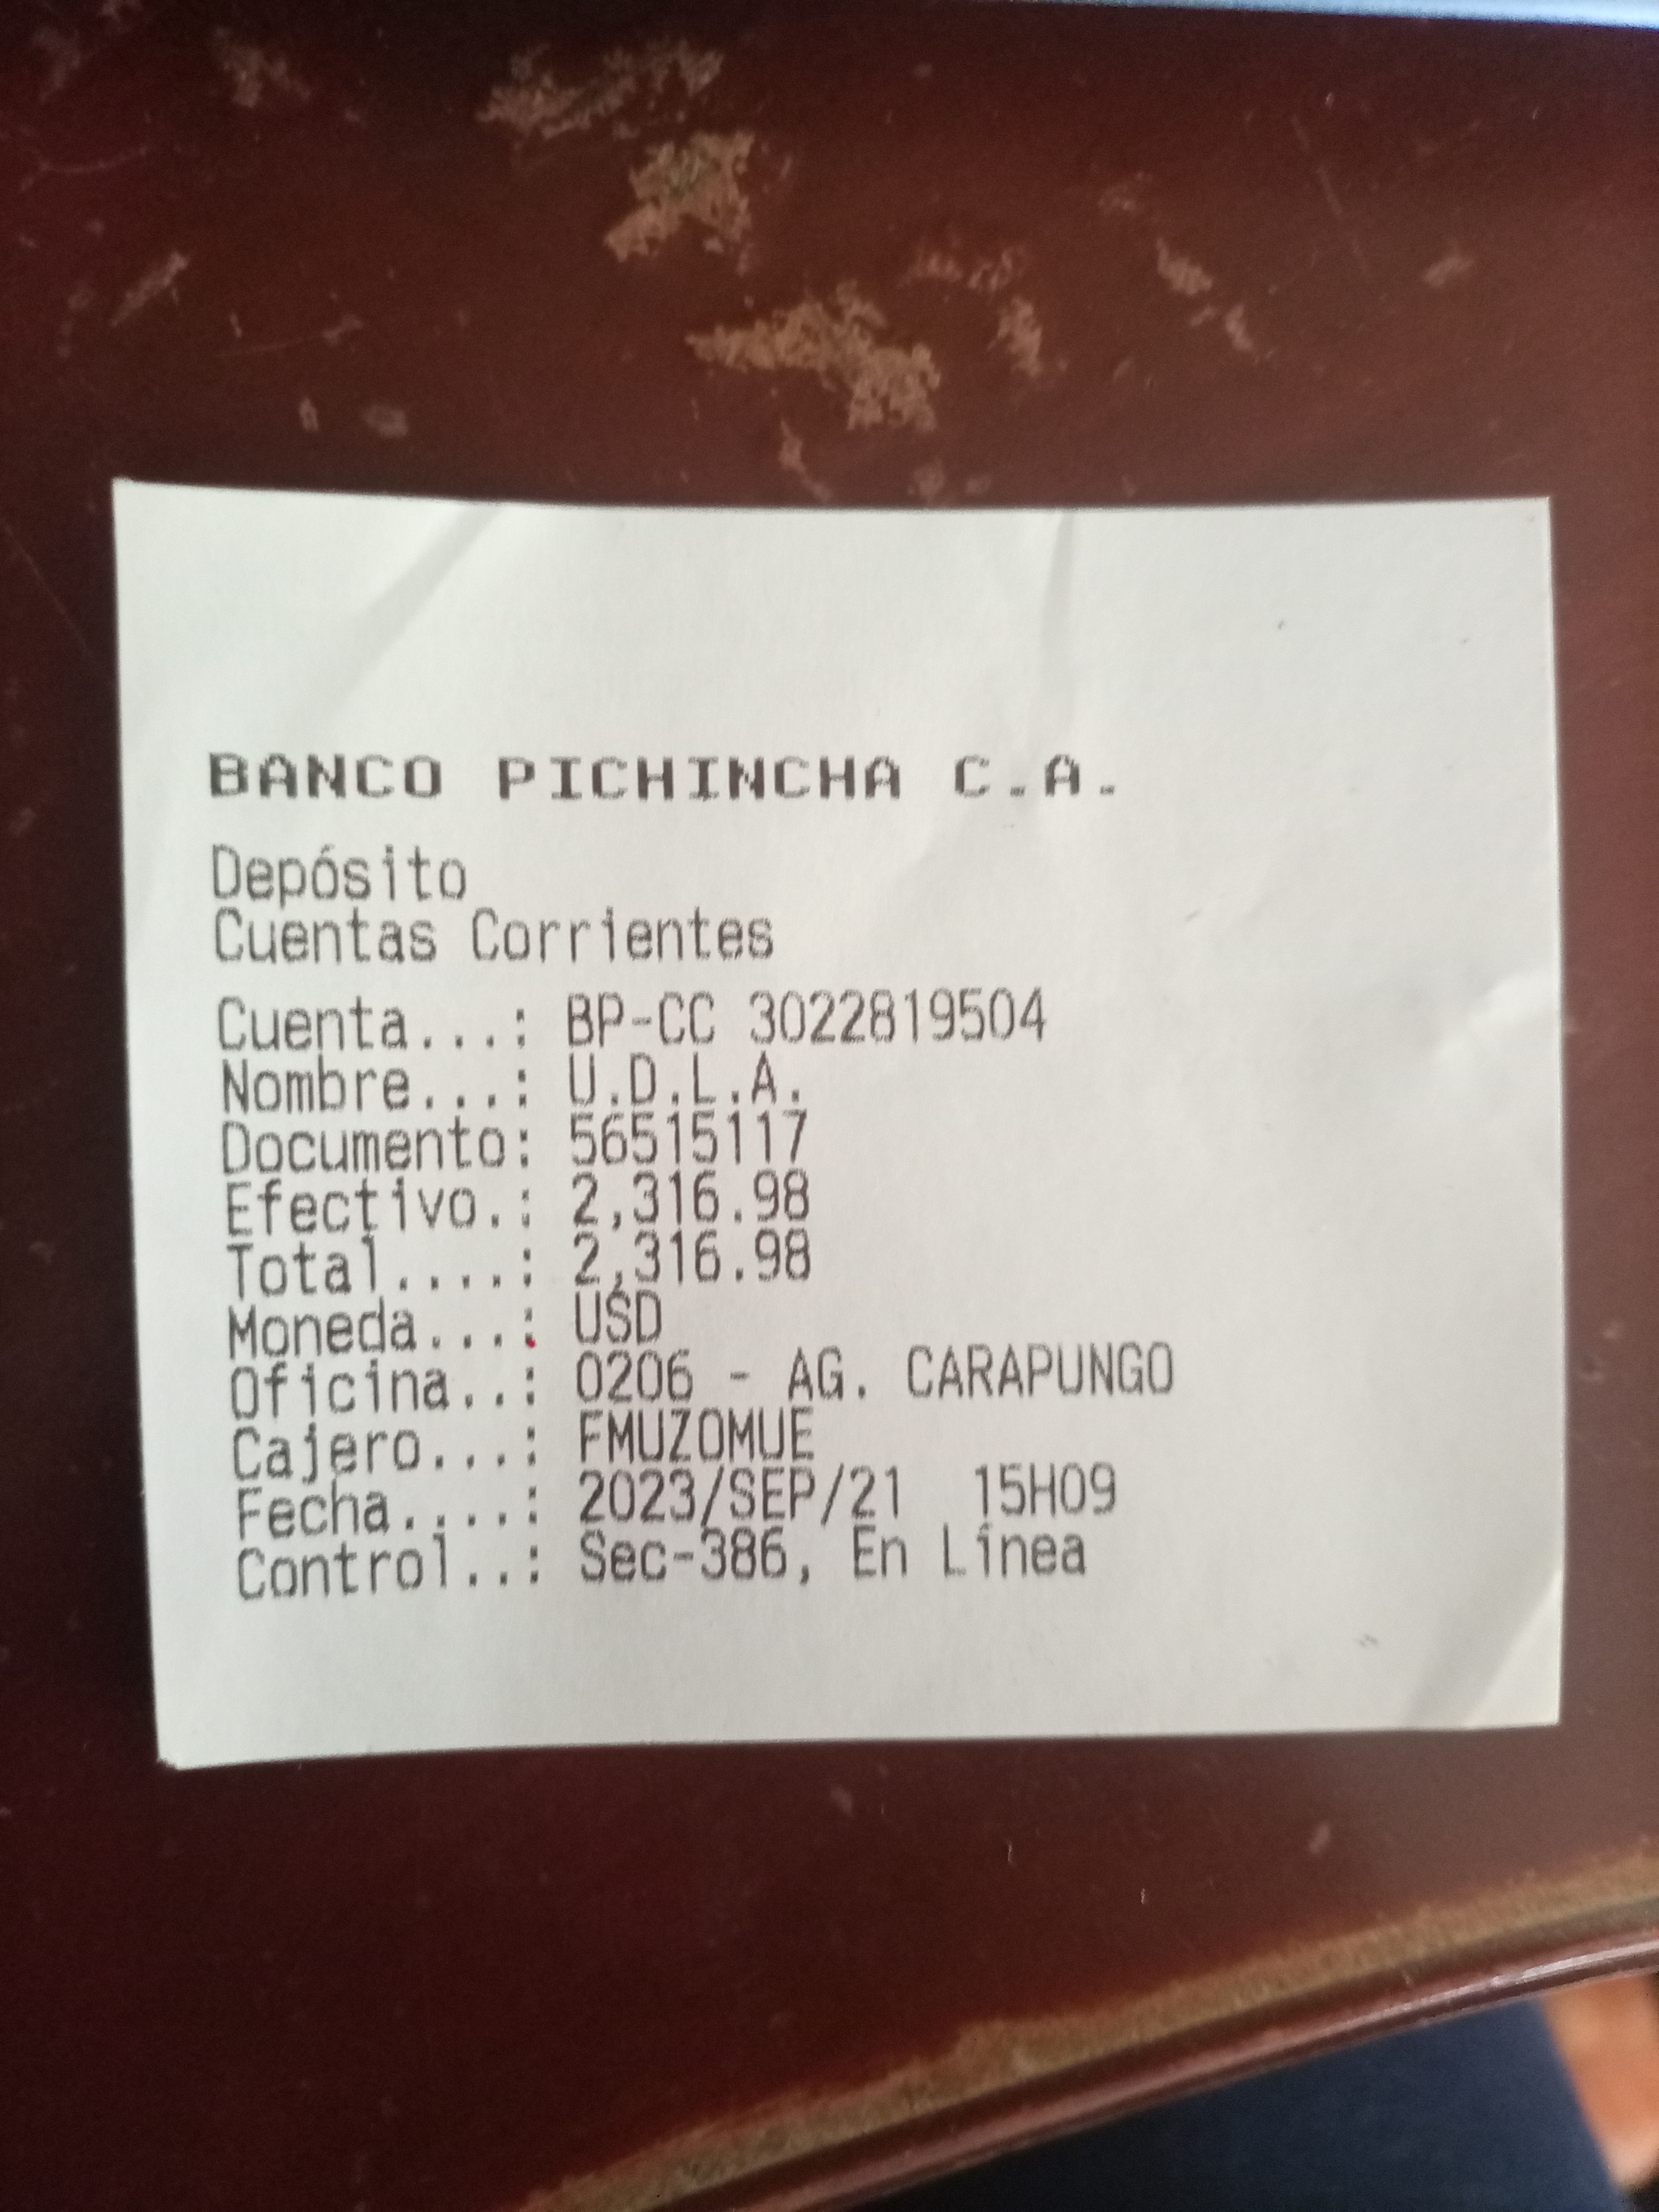 BANCO PICHINCHA C.A.
Depósito
Cuentas Corrientes
Cuenta...: BP-CC 3022819504
Nombre...: U.D.L.A.
Documento: 56515117
Efectivo.: 2,316.98
Total....: 2,316.98
Moneda...: USD
Oficina..: 0206 - AG. CARAPUNGO
Cajero...: FMUZOMUE
Fecha....: 2023/SEP/21 15H09
Control..: Sec-386, En Línea